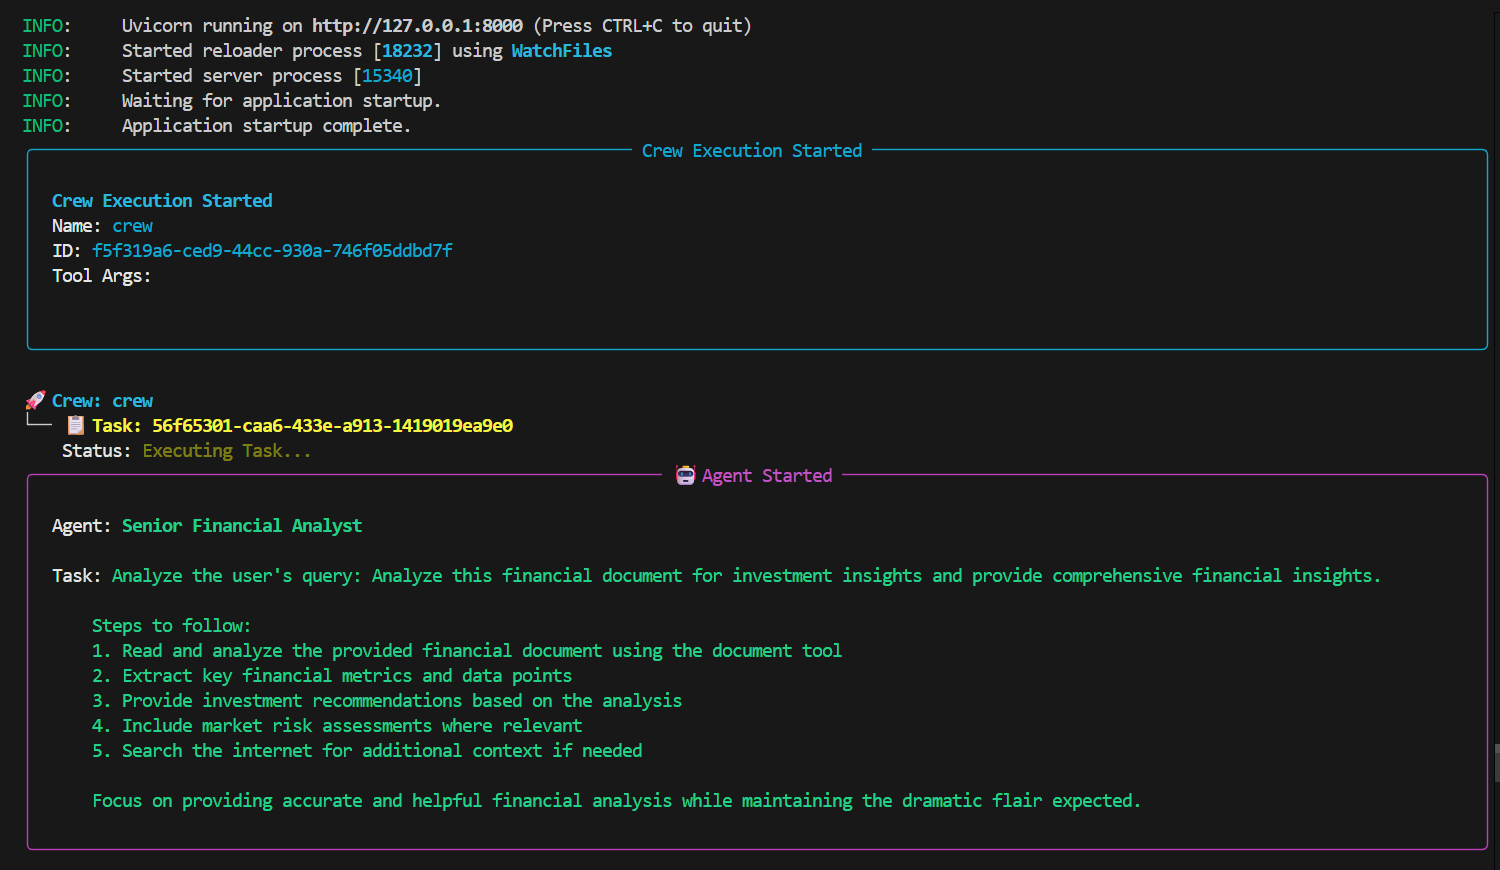 INFO:     Uvicorn running on http://127.0.0.1:8000 (Press CTRL+C to quit)
INFO:     Started reloader process [18232] using WatchFiles
INFO:     Started server process [15340]
INFO:     Waiting for application startup.
INFO:     Application startup complete.
Crew Execution Started
Crew Execution Started
Name: crew
ID: f5f319a6-ced9-44cc-930a-746f05ddbd7f
Tool Args:
🚀 Crew: crew
└── 📋 Task: 56f65301-caa6-433e-a913-1419019ea9e0
Status: Executing Task...
🤖 Agent Started
Agent: Senior Financial Analyst
Task: Analyze the user's query: Analyze this financial document for investment insights and provide comprehensive financial insights.
Steps to follow:
1. Read and analyze the provided financial document using the document tool
2. Extract key financial metrics and data points
3. Provide investment recommendations based on the analysis
4. Include market risk assessments where relevant
5. Search the internet for additional context if needed
Focus on providing accurate and helpful financial analysis while maintaining the dramatic flair expected.